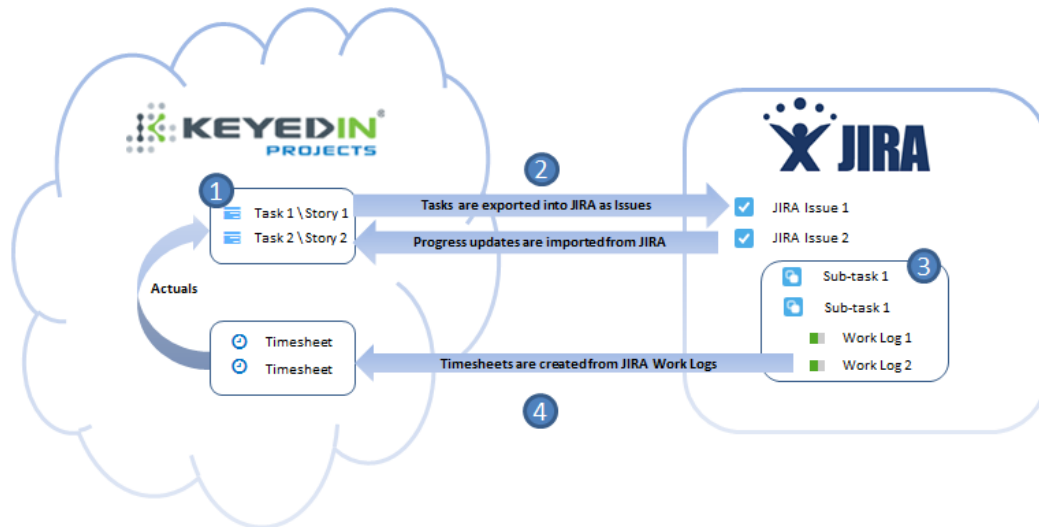 KEYEDIN®
PROJECTS
JIRA
2
1
Tasks are exported into JIRA as Issues
Task 1 \ Story 1
JIRA Issue 1
Task 2 \ Story 2
Progress updates are imported from JIRA
JIRA Issue 2
3
Sub-task 1
Actuals
Sub-task 1
Timesheet
Work Log 1
Timesheet
Timesheets are created from JIRA Work Logs
Work Log 2
4